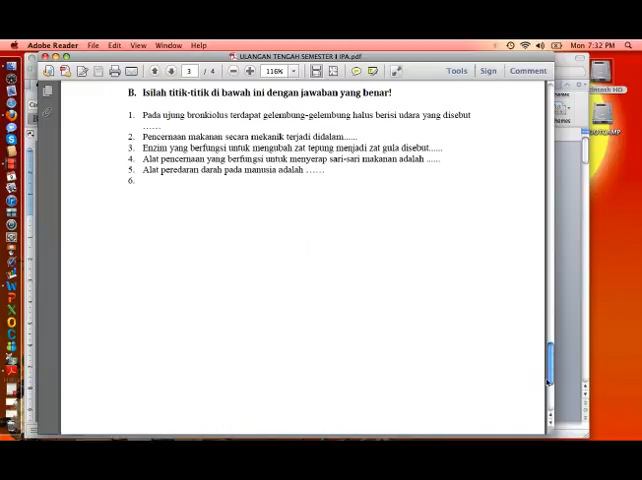 Adobe Reader File Edit View Window Help Mon 7:32 PM
ULANGAN TENGAH SEMESTER I IPA.pdf
3 / 4 116% Tools Sign Comment
B. Isilah titik-titik di bawah ini dengan jawaban yang benar!
1. Pada ujung bronkiolus terdapat gelembung-gelembung halus berisi udara yang disebut
......
2. Pencernaan makanan secara mekanik terjadi didalam.....
3. Enzim yang berfungsi untuk mengubah zat tepung menjadi zat gula disebut......
4. Alat pencernaan yang berfungsi untuk menyerap sari-sari makanan adalah ......
5. Alat peredaran darah pada manusia adalah ......
6.